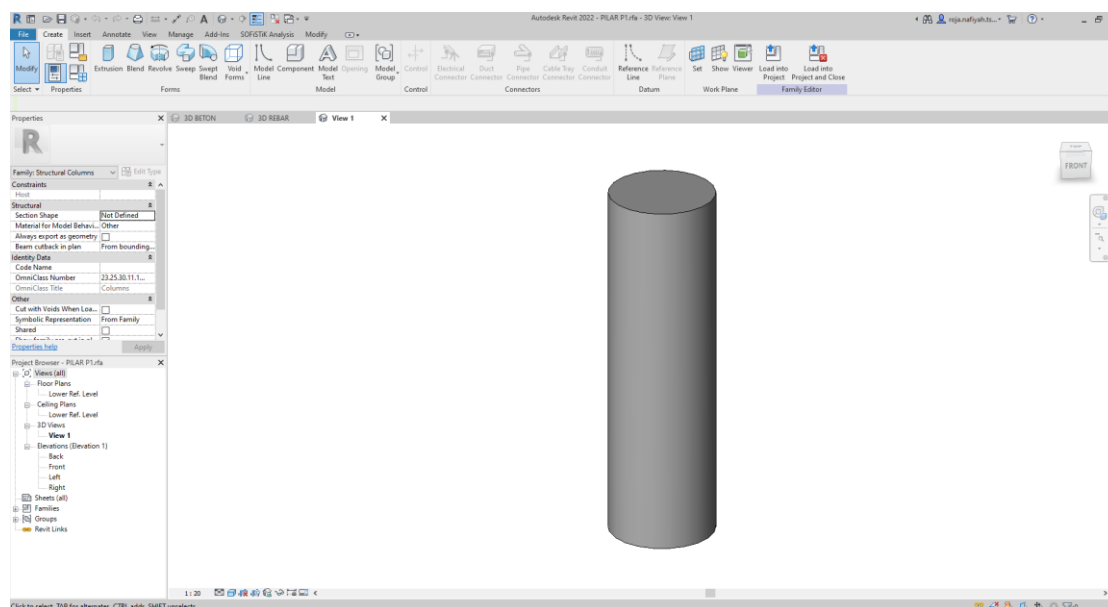 Autodesk Revit 2022 - PILAR P1.rfa - 3D View: View 1
roja.nafiyah.ts...
File Create Insert Annotate View Manage Add-Ins SOFiSTiK Analysis Modify
Modify Extrusion Blend Revolve Sweep Swept Blend Void Forms Model Line Component Model Text Opening Model Group Control Electrical Connector Duct Connector Pipe Connector Cable Tray Connector Conduit Connector Reference Line Reference Plane Set Show Viewer Load into Project Load into Project and Close
Select Properties Forms Model Control Connectors Datum Work Plane Family Editor
Properties
3D BETON 3D REBAR View 1
TOP
FRONT
Family: Structural Columns Edit Type
Constraints
Host
Structural
Section Shape Not Defined
Material for Model Behavi... Other
Always export as geometry
Beam cutback in plan From bounding...
Identity Data
Code Name
OmniClass Number 23.25.30.11.1...
OmniClass Title Columns
Other
Cut with Voids When Loa...
Symbolic Representation From Family
Shared
Properties help Apply
Project Browser - PILAR P1.rfa
Views (all)
Floor Plans
Lower Ref. Level
Ceiling Plans
Lower Ref. Level
3D Views
View 1
Elevations (Elevation 1)
Back
Front
Left
Right
Sheets (all)
Families
Groups
Revit Links
1 : 20
Click to select, TAB for alternates, CTRL adds, SHIFT unselects.